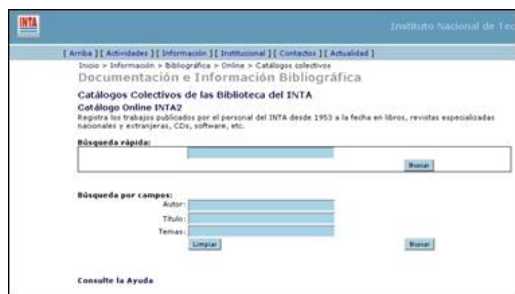 INTA
Instituto Nacional de Tec
[ Arriba ] [ Actividades ] [ Información ] [ Institucional ] [ Contactos ] [ Actualidad ]
Inicio > Información > Bibliográfica > Online > Catálogos colectivos
Documentación e Información Bibliográfica
Catálogos Colectivos de las Biblioteca del INTA
Catálogo Online INTA2
Registra los trabajos publicados por el personal del INTA desde 1953 a la fecha en libros, revistas especializadas
nacionales y extranjeras, CDs, software, etc.
Búsqueda rápida:
Buscar
Búsqueda por campos:
Autor:
Título:
Temas:
Limpiar Buscar
Consulte la Ayuda